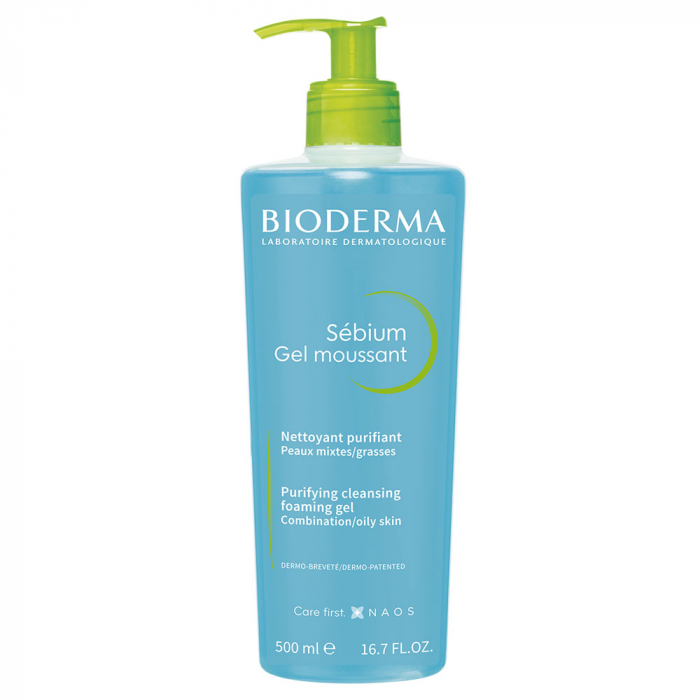 BIODERMA
LABORATOIRE DERMATOLOGIQUE
Sébium
Gel moussant
Nettoyant purifiant
Peaux mixtes/grasses
Purifying cleansing
foaming gel
Combination/oily skin
DERMO-BREVETÉ/DERMO-PATENTED
Care first. NAOS
500 ml ℮ 16.7 FL.OZ.